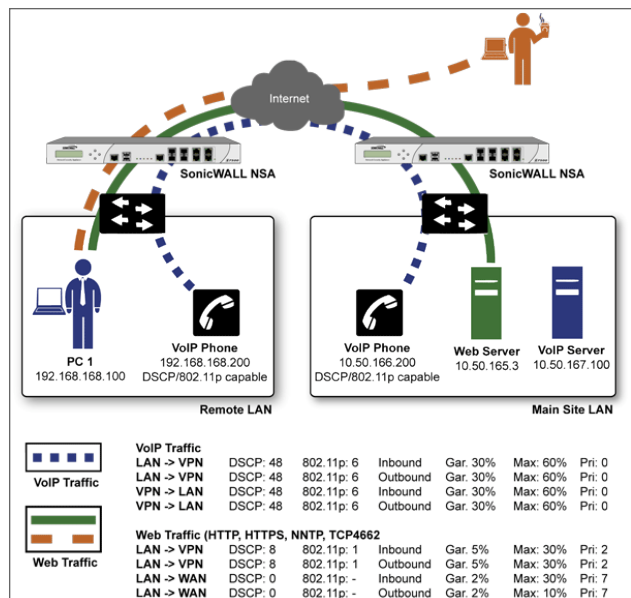 Internet
SonicWALL NSA
SonicWALL NSA
PC 1
192.168.168.100
VoIP Phone
192.168.168.200
DSCP/802.11p capable
VoIP Phone
10.50.166.200
DSCP/802.11p capable
Web Server
10.50.165.3
VoIP Server
10.50.167.100
Remote LAN
Main Site LAN
VoIP Traffic
Web Traffic
VoIP Traffic
LAN -> VPN DSCP: 48 802.11p: 6 Inbound Gar. 30% Max: 60% Pri: 0
LAN -> VPN DSCP: 48 802.11p: 6 Outbound Gar. 30% Max: 60% Pri: 0
VPN -> LAN DSCP: 48 802.11p: 6 Inbound Gar. 30% Max: 60% Pri: 0
VPN -> LAN DSCP: 48 802.11p: 6 Outbound Gar. 30% Max: 60% Pri: 0
Web Traffic (HTTP, HTTPS, NNTP, TCP4662
LAN -> VPN DSCP: 8 802.11p: 1 Inbound Gar. 5% Max: 30% Pri: 2
LAN -> VPN DSCP: 8 802.11p: 1 Outbound Gar. 5% Max: 30% Pri: 2
LAN -> WAN DSCP: 0 802.11p: - Inbound Gar. 2% Max: 30% Pri: 7
LAN -> WAN DSCP: 0 802.11p: - Outbound Gar. 2% Max: 10% Pri: 7